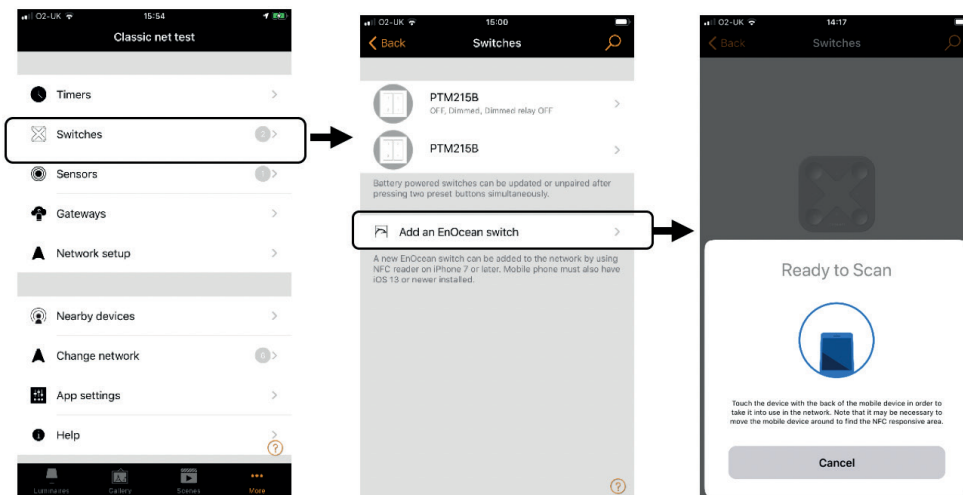 O2-UK 15:54
Classic net test
Timers
Switches 2
Sensors 1
Gateways
Network setup
Nearby devices
Change network 6
App settings
Help
?
Luminaires Gallery Scenes More
O2-UK 15:00
Back Switches
PTM215B
OFF, Dimmed, Dimmed relay OFF
PTM215B
Battery powered switches can be updated or unpaired after
pressing two preset buttons simultaneously.
Add an EnOcean switch
A new EnOcean switch can be added to the network by using
NFC reader on iPhone 7 or later. Mobile phone must also have
iOS 13 or newer installed.
?
O2-UK 14:17
Back Switches
Ready to Scan
Touch the device with the back of the mobile device in order to
take it into use in the network. Note that it may be necessary to
move the mobile device around to find the NFC responsive area.
Cancel